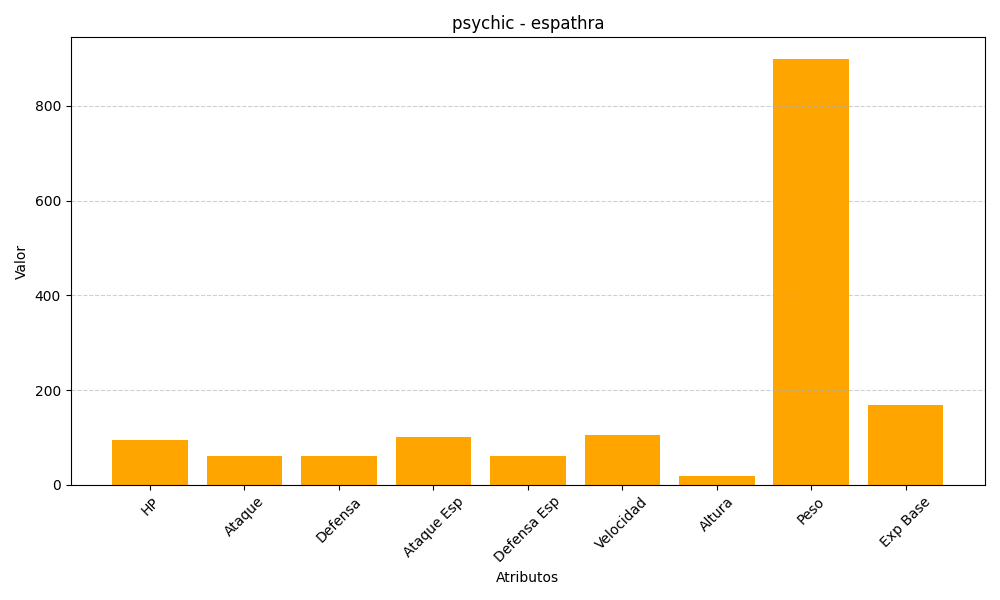 psychic - espathra
Valor
800
600
400
200
0
HP
Ataque
Defensa
Ataque Esp
Defensa Esp
Velocidad
Altura
Peso
Exp Base
Atributos